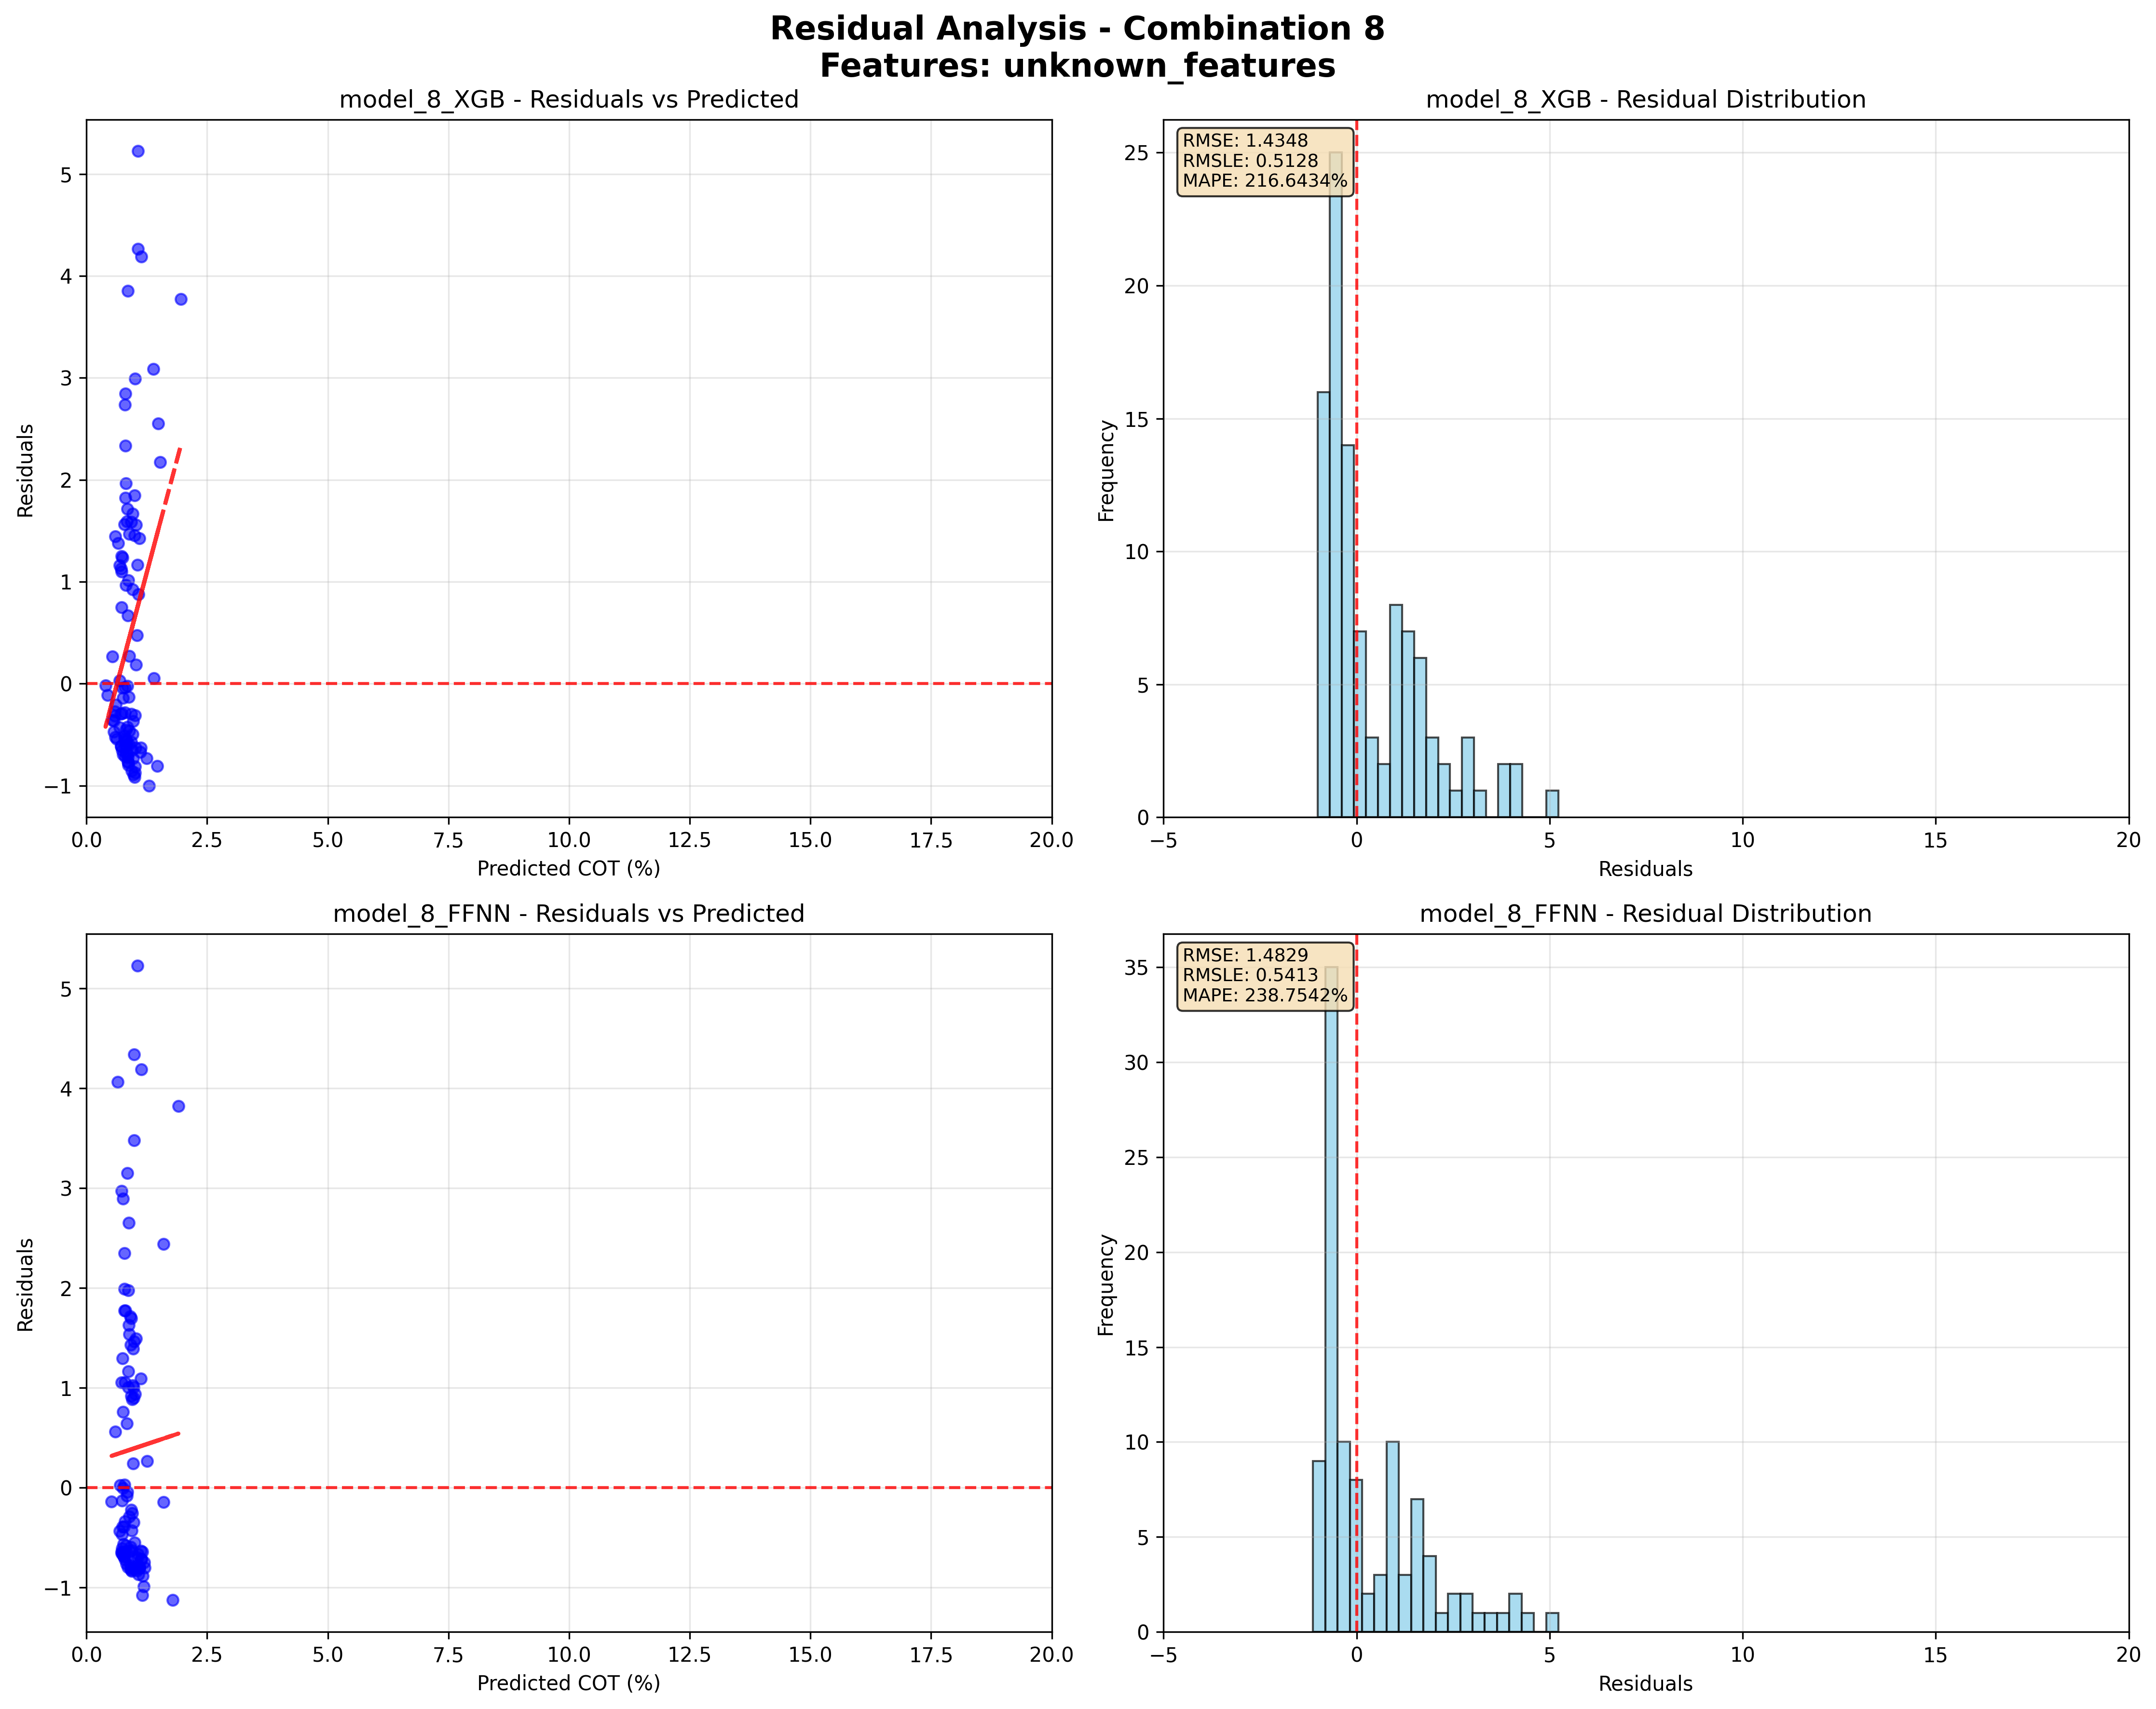 Residual Analysis - Combination 8
Features: unknown_features
model_8_XGB - Residuals vs Predicted
5
4
3
2
1
0
−1
Residuals
0.0 2.5 5.0 7.5 10.0 12.5 15.0 17.5 20.0
Predicted COT (%)
model_8_XGB - Residual Distribution
RMSE: 1.4348
RMSLE: 0.5128
MAPE: 216.6434%
25
20
15
10
5
0
Frequency
−5 0 5 10 15 20
Residuals
model_8_FFNN - Residuals vs Predicted
5
4
3
2
1
0
−1
Residuals
0.0 2.5 5.0 7.5 10.0 12.5 15.0 17.5 20.0
Predicted COT (%)
model_8_FFNN - Residual Distribution
RMSE: 1.4829
RMSLE: 0.5413
MAPE: 238.7542%
35
30
25
20
15
10
5
0
Frequency
−5 0 5 10 15 20
Residuals